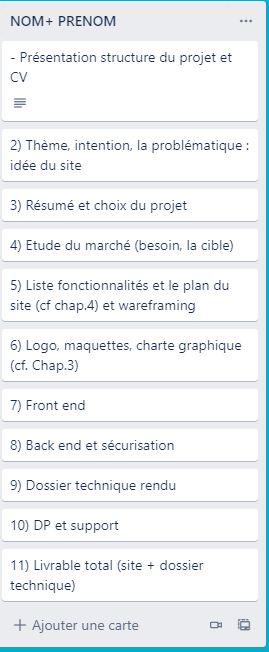 NOM+ PRENOM
- Présentation structure du projet et
CV
2) Thème, intention, la problématique :
idée du site
3) Résumé et choix du projet
4) Etude du marché (besoin, la cible)
5) Liste fonctionnalités et le plan du
site (cf chap.4) et wareframing
6) Logo, maquettes, charte graphique
(cf. Chap.3)
7) Front end
8) Back end et sécurisation
9) Dossier technique rendu
10) DP et support
11) Livrable total (site + dossier
technique)
+ Ajouter une carte